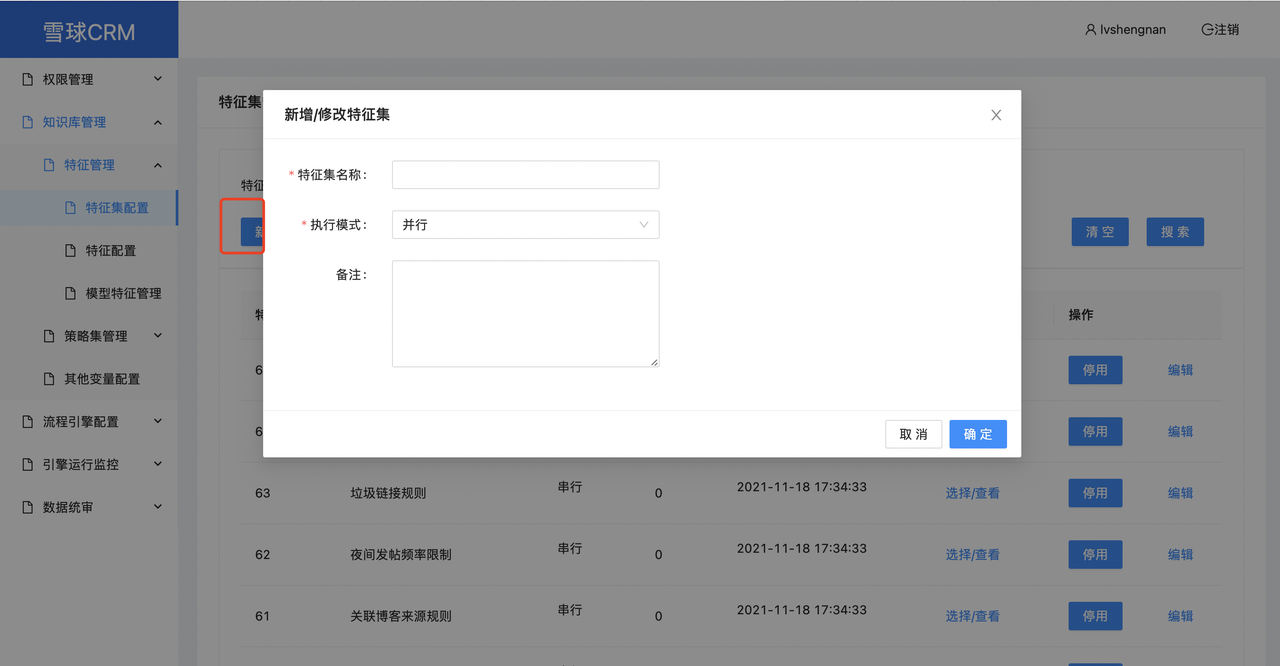 雪球CRM
lvshengnan
注销
权限管理
知识库管理
特征管理
特征集配置
特征配置
模型特征管理
策略集管理
其他变量配置
流程引擎配置
引擎运行监控
数据统审
特征集
特征
新
清 空
搜 索
新增/修改特征集
* 特征集名称:
* 执行模式:
并行
备注:
取 消
确 定
特
操作
6
停用
编辑
6
停用
编辑
63
垃圾链接规则
串行
0
2021-11-18 17:34:33
选择/查看
停用
编辑
62
夜间发帖频率限制
串行
0
2021-11-18 17:34:33
选择/查看
停用
编辑
61
关联博客来源规则
串行
0
2021-11-18 17:34:33
选择/查看
停用
编辑